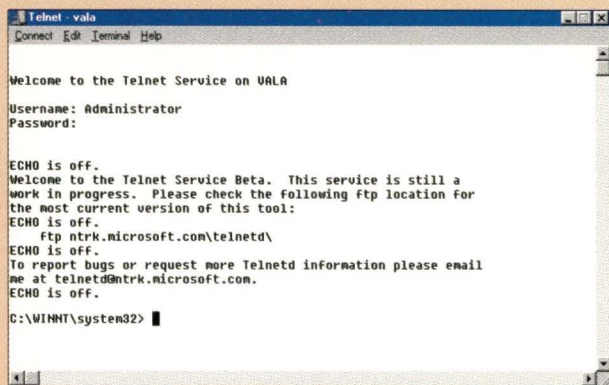 Telnet - vala
Connect Edit Terminal Help
Welcome to the Telnet Service on VALA
Username: Administrator
Password:
ECHO is off.
Welcome to the Telnet Service Beta. This service is still a
work in progress. Please check the following ftp location for
the most current version of this tool:
ECHO is off.
ftp ntrk.microsoft.com\telnetd\
ECHO is off.
To report bugs or request more Telnetd information please email
me at telnetd@ntrk.microsoft.com.
ECHO is off.
C:\WINNT\system32>